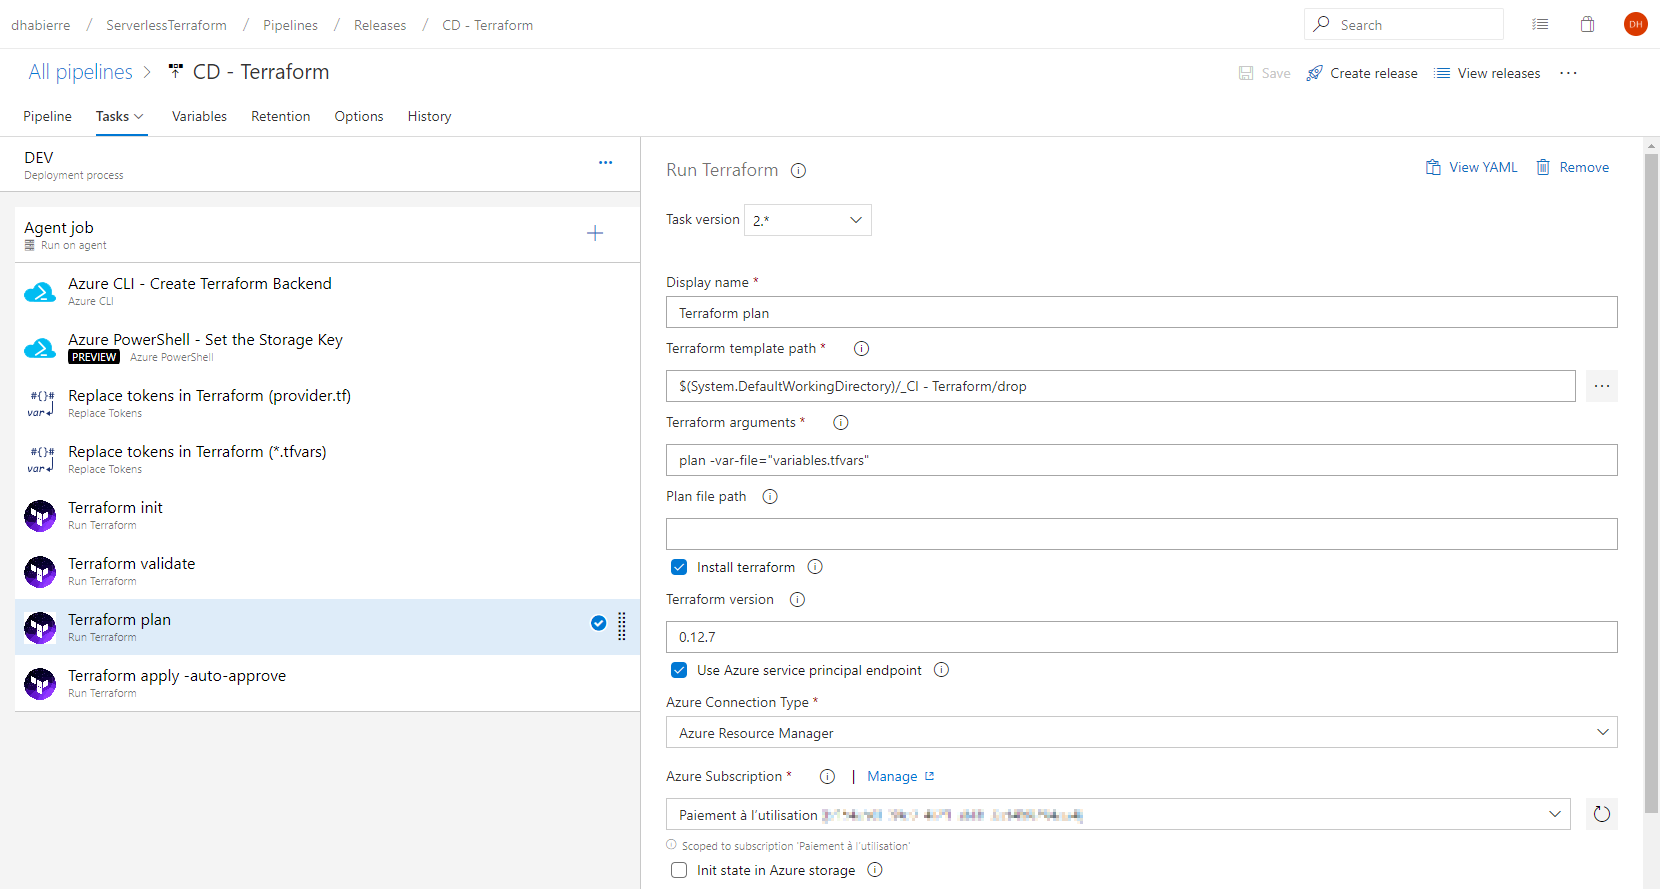 dhabierre / ServerlessTerraform / Pipelines / Releases / CD - Terraform
Search
DH
All pipelines > CD - Terraform
Save Create release View releases ...
Pipeline Tasks Variables Retention Options History
DEV
Deployment process
...
Agent job
Run on agent
+
Azure CLI - Create Terraform Backend
Azure CLI
Azure PowerShell - Set the Storage Key
PREVIEW Azure PowerShell
#{}#
var
Replace tokens in Terraform (provider.tf)
Replace Tokens
#{}#
var
Replace tokens in Terraform (*.tfvars)
Replace Tokens
Terraform init
Run Terraform
Terraform validate
Run Terraform
Terraform plan
Run Terraform
Terraform apply -auto-approve
Run Terraform
Run Terraform
View YAML Remove
Task version 2.*
Display name *
Terraform plan
Terraform template path *
$(System.DefaultWorkingDirectory)/_CI - Terraform/drop
...
Terraform arguments *
plan -var-file="variables.tfvars"
Plan file path
Install terraform
Terraform version
0.12.7
Use Azure service principal endpoint
Azure Connection Type *
Azure Resource Manager
Azure Subscription * | Manage
Paiement à l'utilisation
Scoped to subscription 'Paiement à l'utilisation'
Init state in Azure storage